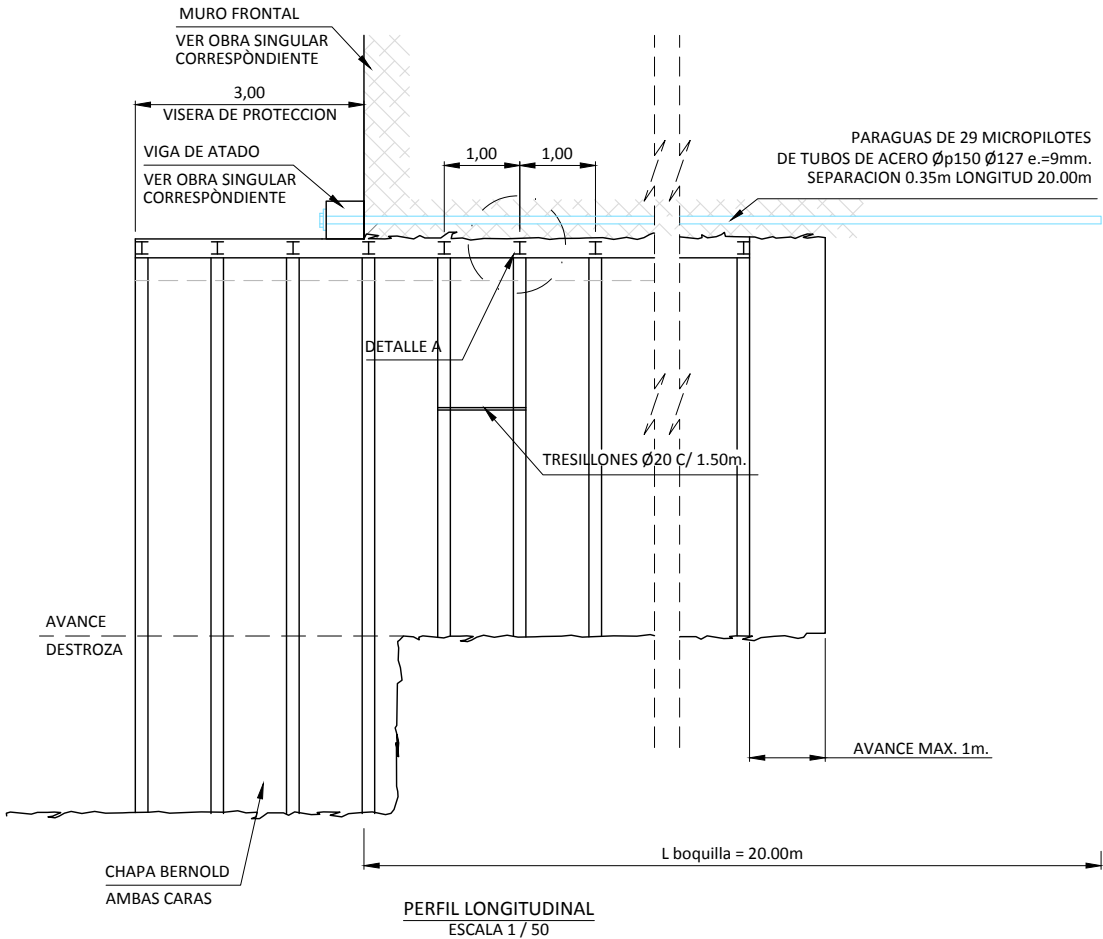 MURO FRONTAL
VER OBRA SINGULAR
CORRESPÒNDIENTE
3,00
VISERA DE PROTECCION
VIGA DE ATADO
VER OBRA SINGULAR
CORRESPÒNDIENTE
1,00
1,00
PARAGUAS DE 29 MICROPILOTES
DE TUBOS DE ACERO Øp150 Ø127 e.=9mm.
SEPARACION 0.35m LONGITUD 20.00m
DETALLE A
TRESILLONES Ø20 C/ 1.50m.
AVANCE
DESTROZA
AVANCE MAX. 1m.
L boquilla = 20.00m
CHAPA BERNOLD
AMBAS CARAS
PERFIL LONGITUDINAL
ESCALA 1 / 50